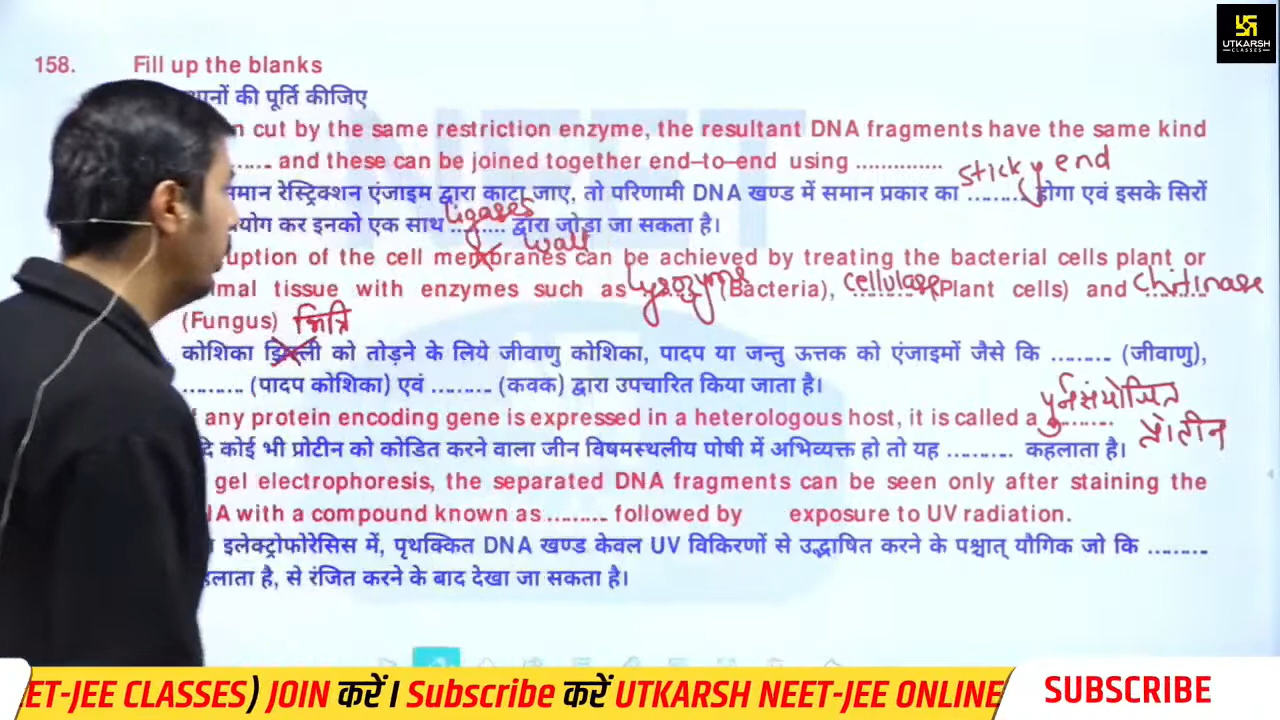 UTKARSH
CLASSES
158. Fill up the blanks
की पूर्ति कीजिए
cut by the same restriction enzyme, the resultant DNA fragments have the same kind
....... and these can be joined together end–to–end using ...............
sticky end
रेस्ट्रिक्शन एंजाइम द्वारा काटा जाए, तो परिणामी DNA खण्ड में समान प्रकार का .......... होगा एवं इसके सिरों
ligases
कर इनको एक साथ .......... द्वारा जोड़ा जा सकता है।
wall
of the cell membranes can be achieved by treating the bacterial cells plant or
tissue with enzymes such as lysozyme (Bacteria), cellulase (Plant cells) and chitinase
(Fungus) भित्ति
कोशिका झिल्ली को तोड़ने के लिये जीवाणु कोशिका, पादप या जन्तु ऊत्तक को एंजाइमों जैसे कि .......... (जीवाणु),
.......... (पादप कोशिका) एवं .......... (कवक) द्वारा उपचारित किया जाता है।
any protein encoding gene is expressed in a heterologous host, it is called a ..........
पुर्नसंयोजित
प्रोटीन
कोई भी प्रोटीन को कोडित करने वाला जीन विषमस्थलीय पोषी में अभिव्यक्त हो तो यह .......... कहलाता है।
gel electrophoresis, the separated DNA fragments can be seen only after staining the
with a compound known as .......... followed by exposure to UV radiation.
इलेक्ट्रोफोरेसिस में, पृथक्कित DNA खण्ड केवल UV विकिरणों से उद्भाषित करने के पश्चात् यौगिक जो कि ..........
है, से रंजित करने के बाद देखा जा सकता है।
NEET
EET-JEE CLASSES) JOIN करें। Subscribe करें UTKARSH NEET-JEE ONLINE
SUBSCRIBE